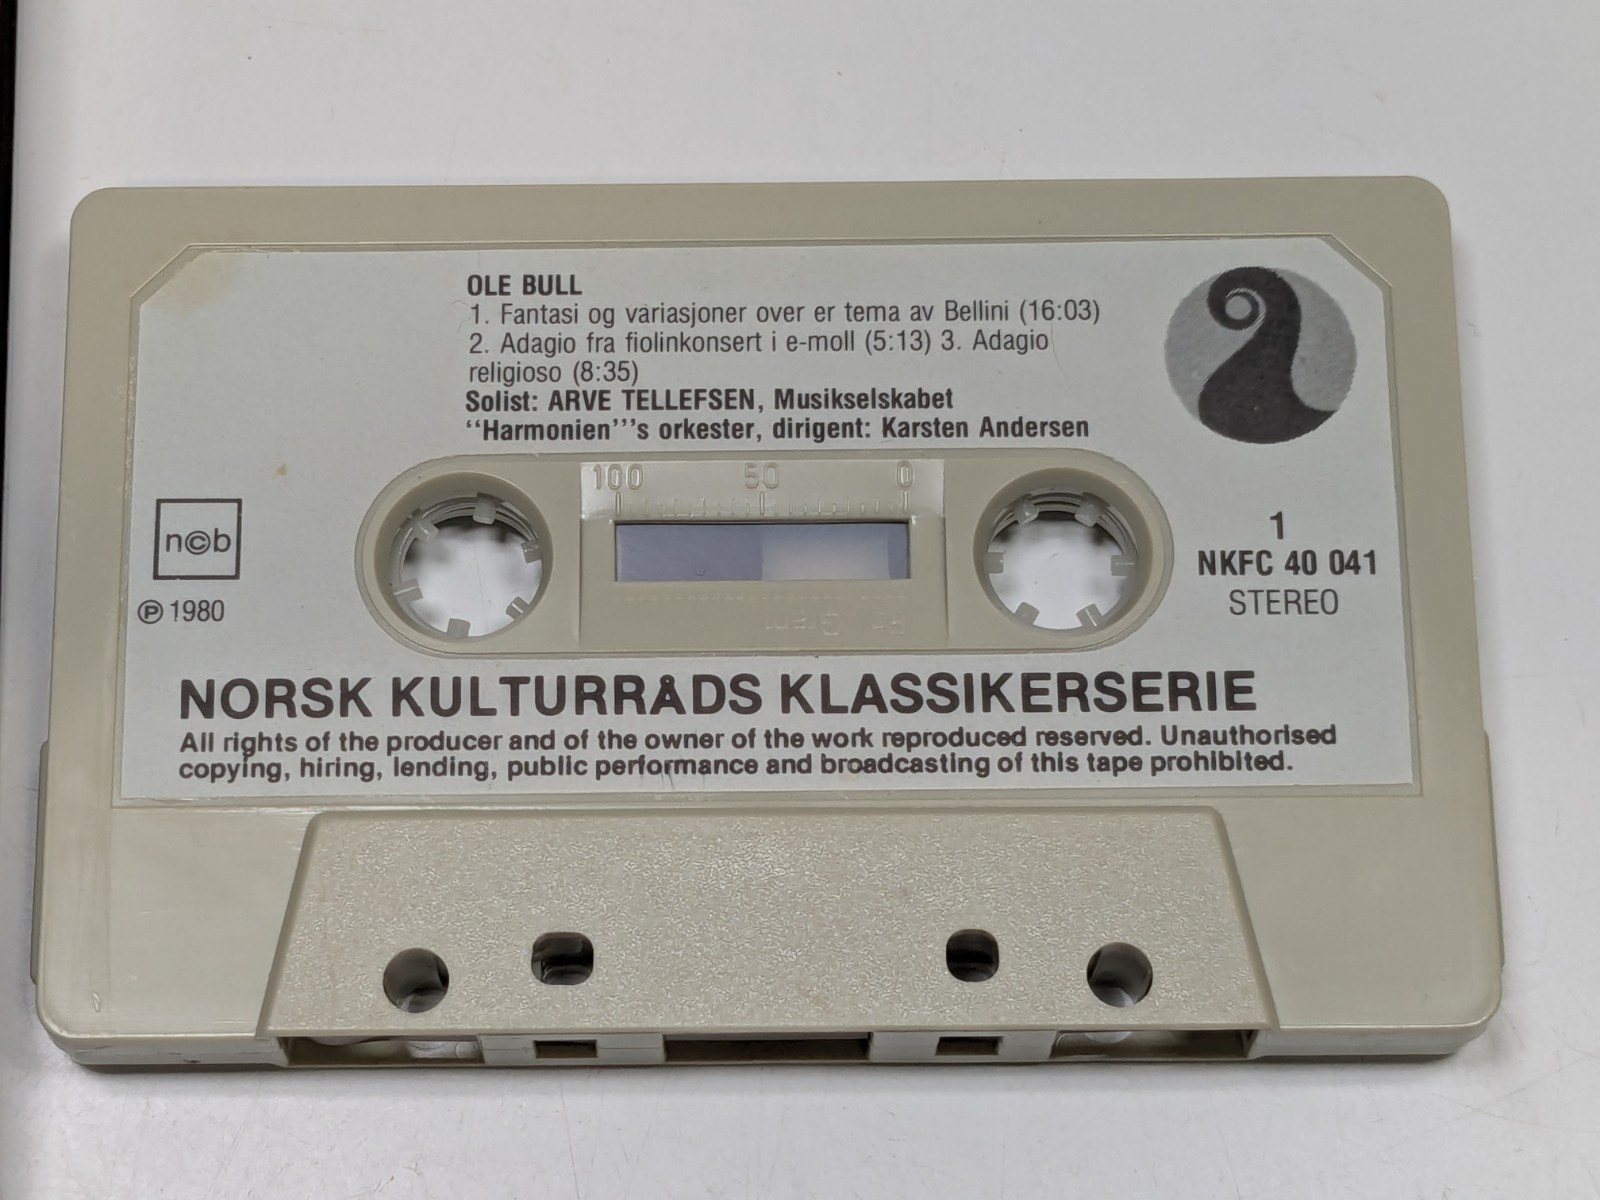 OLE BULL
1. Fantasi og variasjoner over er tema av Bellini (16:03)
2. Adagio fra fiolinkonsert i e-moll (5:13) 3. Adagio
religioso (8:35)
Solist: ARVE TELLEFSEN, Musikselskabet
“Harmonien”'s orkester, dirigent: Karsten Andersen
100 50 0
n©b
℗ 1980
1
NKFC 40 041
STEREO
PolyGram
NORSK KULTURRÅDS KLASSIKERSERIE
All rights of the producer and of the owner of the work reproduced reserved. Unauthorised
copying, hiring, lending, public performance and broadcasting of this tape prohibited.